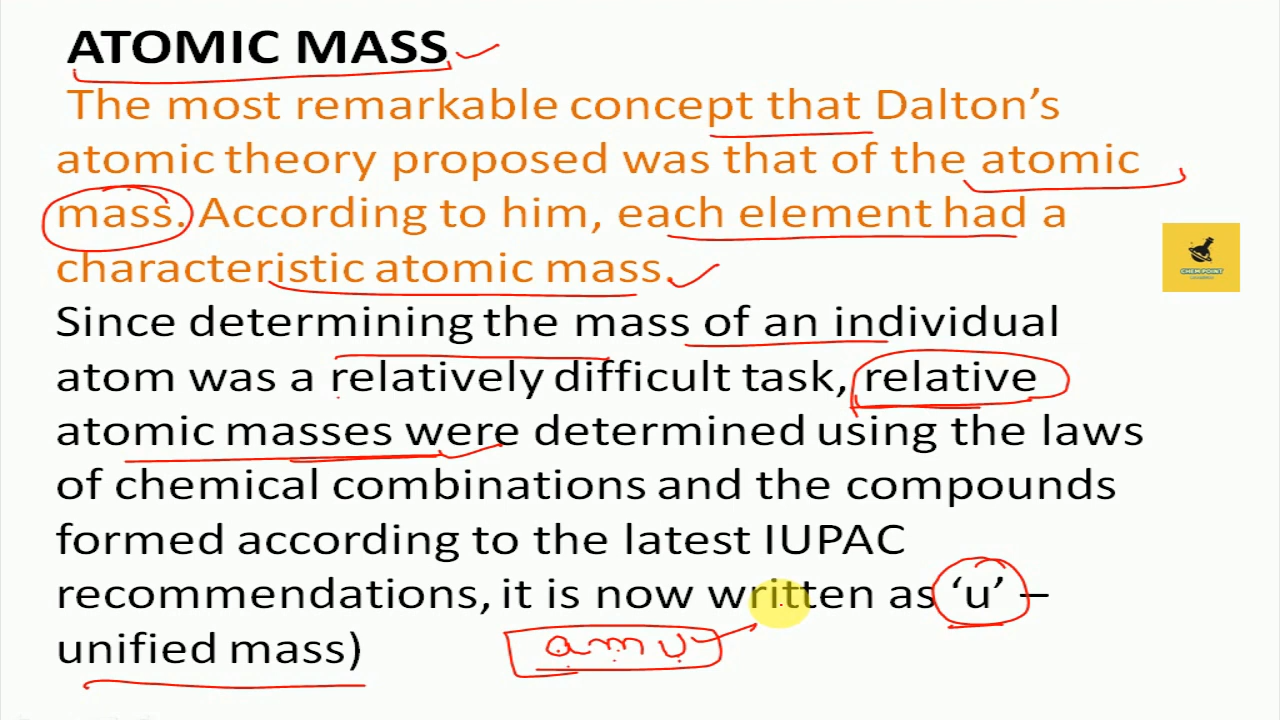 ATOMIC MASS
The most remarkable concept that Dalton’s
atomic theory proposed was that of the atomic
mass. According to him, each element had a
characteristic atomic mass.
CHEM POINT
Since determining the mass of an individual
atom was a relatively difficult task, relative
atomic masses were determined using the laws
of chemical combinations and the compounds
formed according to the latest IUPAC
recommendations, it is now written as ‘u’ –
unified mass)
amu